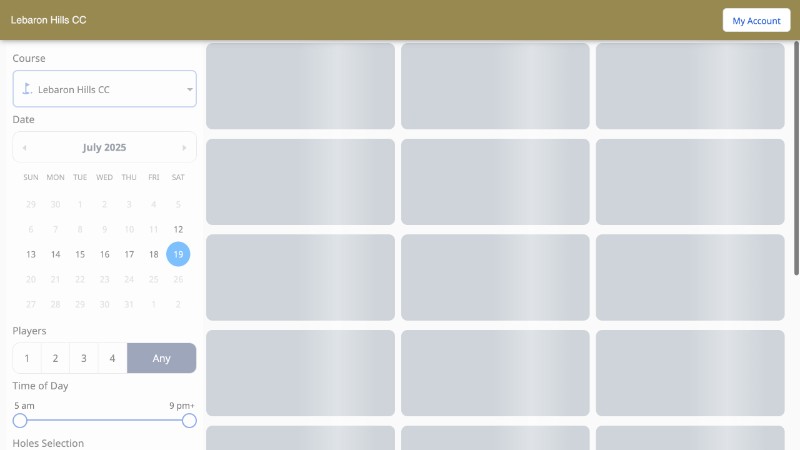 Lebaron Hills CC
My Account
Course
Lebaron Hills CC
Date
July 2025
SUN MON TUE WED THU FRI SAT
29 30 1 2 3 4 5
6 7 8 9 10 11 12
13 14 15 16 17 18 19
20 21 22 23 24 25 26
27 28 29 30 31 1 2
Players
1 2 3 4 Any
Time of Day
5 am 9 pm+
Holes Selection